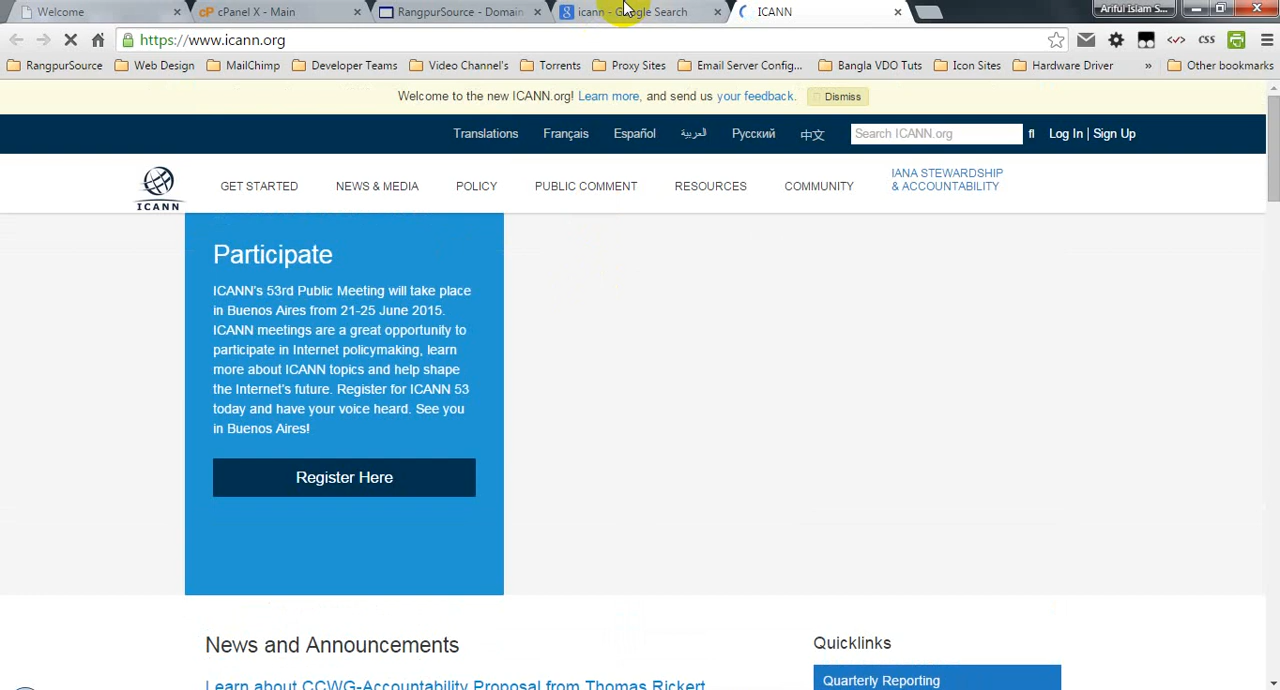 Welcome
cPanel X - Main
RangpurSource - Domain
icann - Google Search
ICANN
Ariful Islam S...
https://www.icann.org
CSS
RangpurSource
Web Design
MailChimp
Developer Teams
Video Channel's
Torrents
Proxy Sites
Email Server Config...
Bangla VDO Tuts
Icon Sites
Hardware Driver
»
Other bookmarks
Welcome to the new ICANN.org! Learn more, and send us your feedback.
Dismiss
Translations
Français
Español
العربية
Русский
中文
Search ICANN.org
Log In | Sign Up
ICANN
GET STARTED
NEWS & MEDIA
POLICY
PUBLIC COMMENT
RESOURCES
COMMUNITY
IANA STEWARDSHIP
& ACCOUNTABILITY
Participate
ICANN's 53rd Public Meeting will take place
in Buenos Aires from 21-25 June 2015.
ICANN meetings are a great opportunity to
participate in Internet policymaking, learn
more about ICANN topics and help shape
the Internet's future. Register for ICANN 53
today and have your voice heard. See you
in Buenos Aires!
Register Here
News and Announcements
Quicklinks
Learn about CCWG-Accountability Proposal from Thomas Rickert
Quarterly Reporting